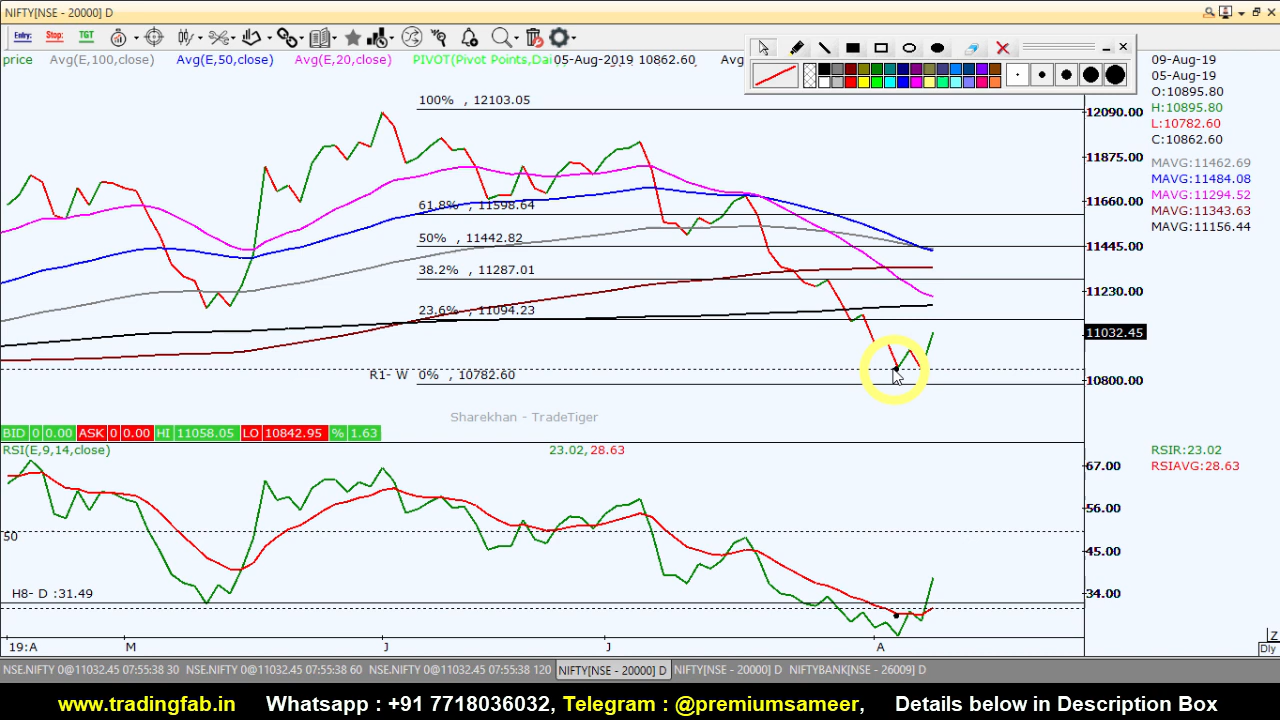 NIFTY[NSE - 20000] D
Entry: Stop: TGT
price Avg(E,100,close) Avg(E,50,close) Avg(E,20,close) PIVOT(Pivot Points,Dai 05-Aug-2019 10862.60 Avg
09-Aug-19
05-Aug-19
O:10895.80
H:10895.80
L:10782.60
C:10862.60
MAVG:11462.69
MAVG:11484.08
MAVG:11294.52
MAVG:11343.63
MAVG:11156.44
100% , 12103.05
61.8% , 11598.64
50% , 11442.82
38.2% , 11287.01
23.6% , 11094.23
R1- W 0% , 10782.60
12090.00
11875.00
11660.00
11445.00
11230.00
11032.45
10800.00
Sharekhan - TradeTiger
BID 0 0.00 ASK 0 0.00 HI 11058.05 LO 10842.95 % 1.63
RSI(E,9,14,close) 23.02, 28.63
RSIR:23.02
RSIAVG:28.63
67.00
56.00
45.00
34.00
50
H8- D :31.49
19:A M J J A
Z
Dly
NSE.NIFTY 0@11032.45 07:55:38 30 NSE.NIFTY 0@11032.45 07:55:38 60 NSE.NIFTY 0@11032.45 07:55:38 120 NIFTY[NSE - 20000] D NIFTY[NSE - 20000] D NIFTYBANK[NSE - 26009] D
www.tradingfab.in Whatsapp : +91 7718036032, Telegram : @premiumsameer, Details below in Description Box